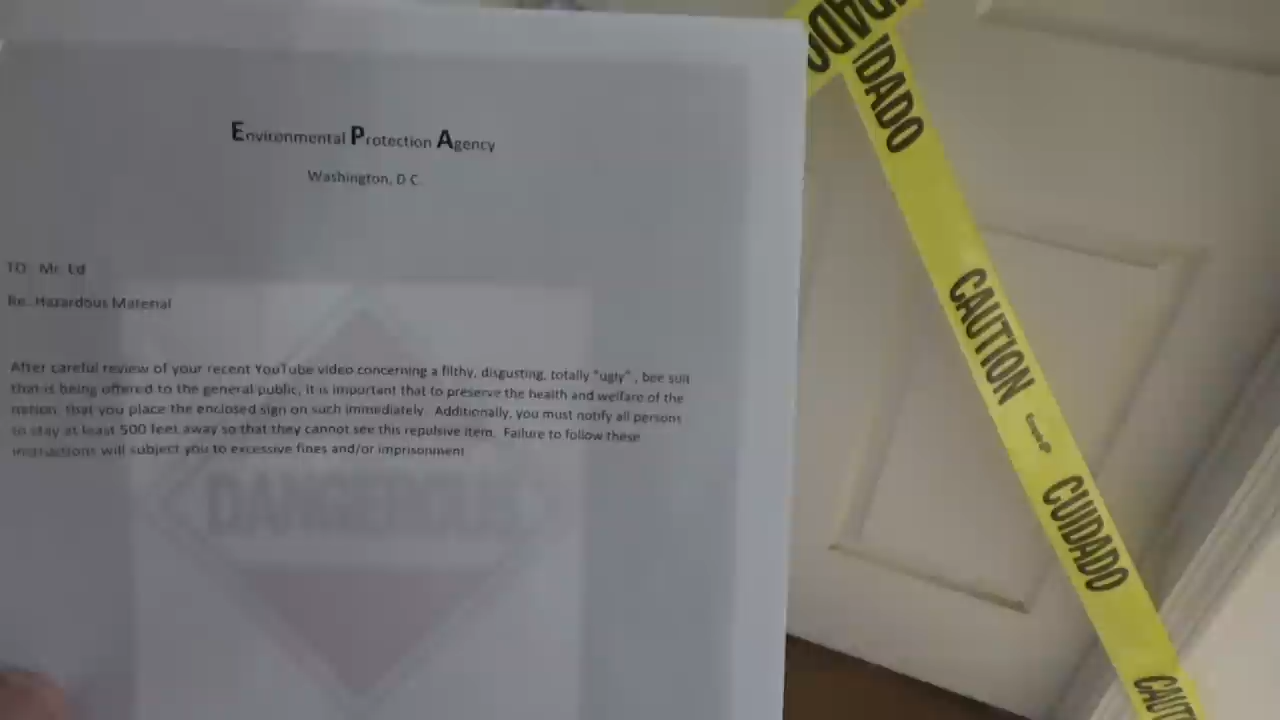 Environmental Protection Agency
Washington, D C
TO: Mr. Ed
Re: Hazardous Material
After careful review of your recent YouTube video concerning a filthy, disgusting, totally "ugly" , bee suit
that is being offered to the general public, it is important that to preserve the health and welfare of the
nation, that you place the enclosed sign on such immediately. Additionally, you must notify all persons
to stay at least 500 feet away so that they cannot see this repulsive item. Failure to follow these
instructions will subject you to excessive fines and/or imprisonment
DANGEROUS
IDADO
CAUTION
CUIDADO
CAUT